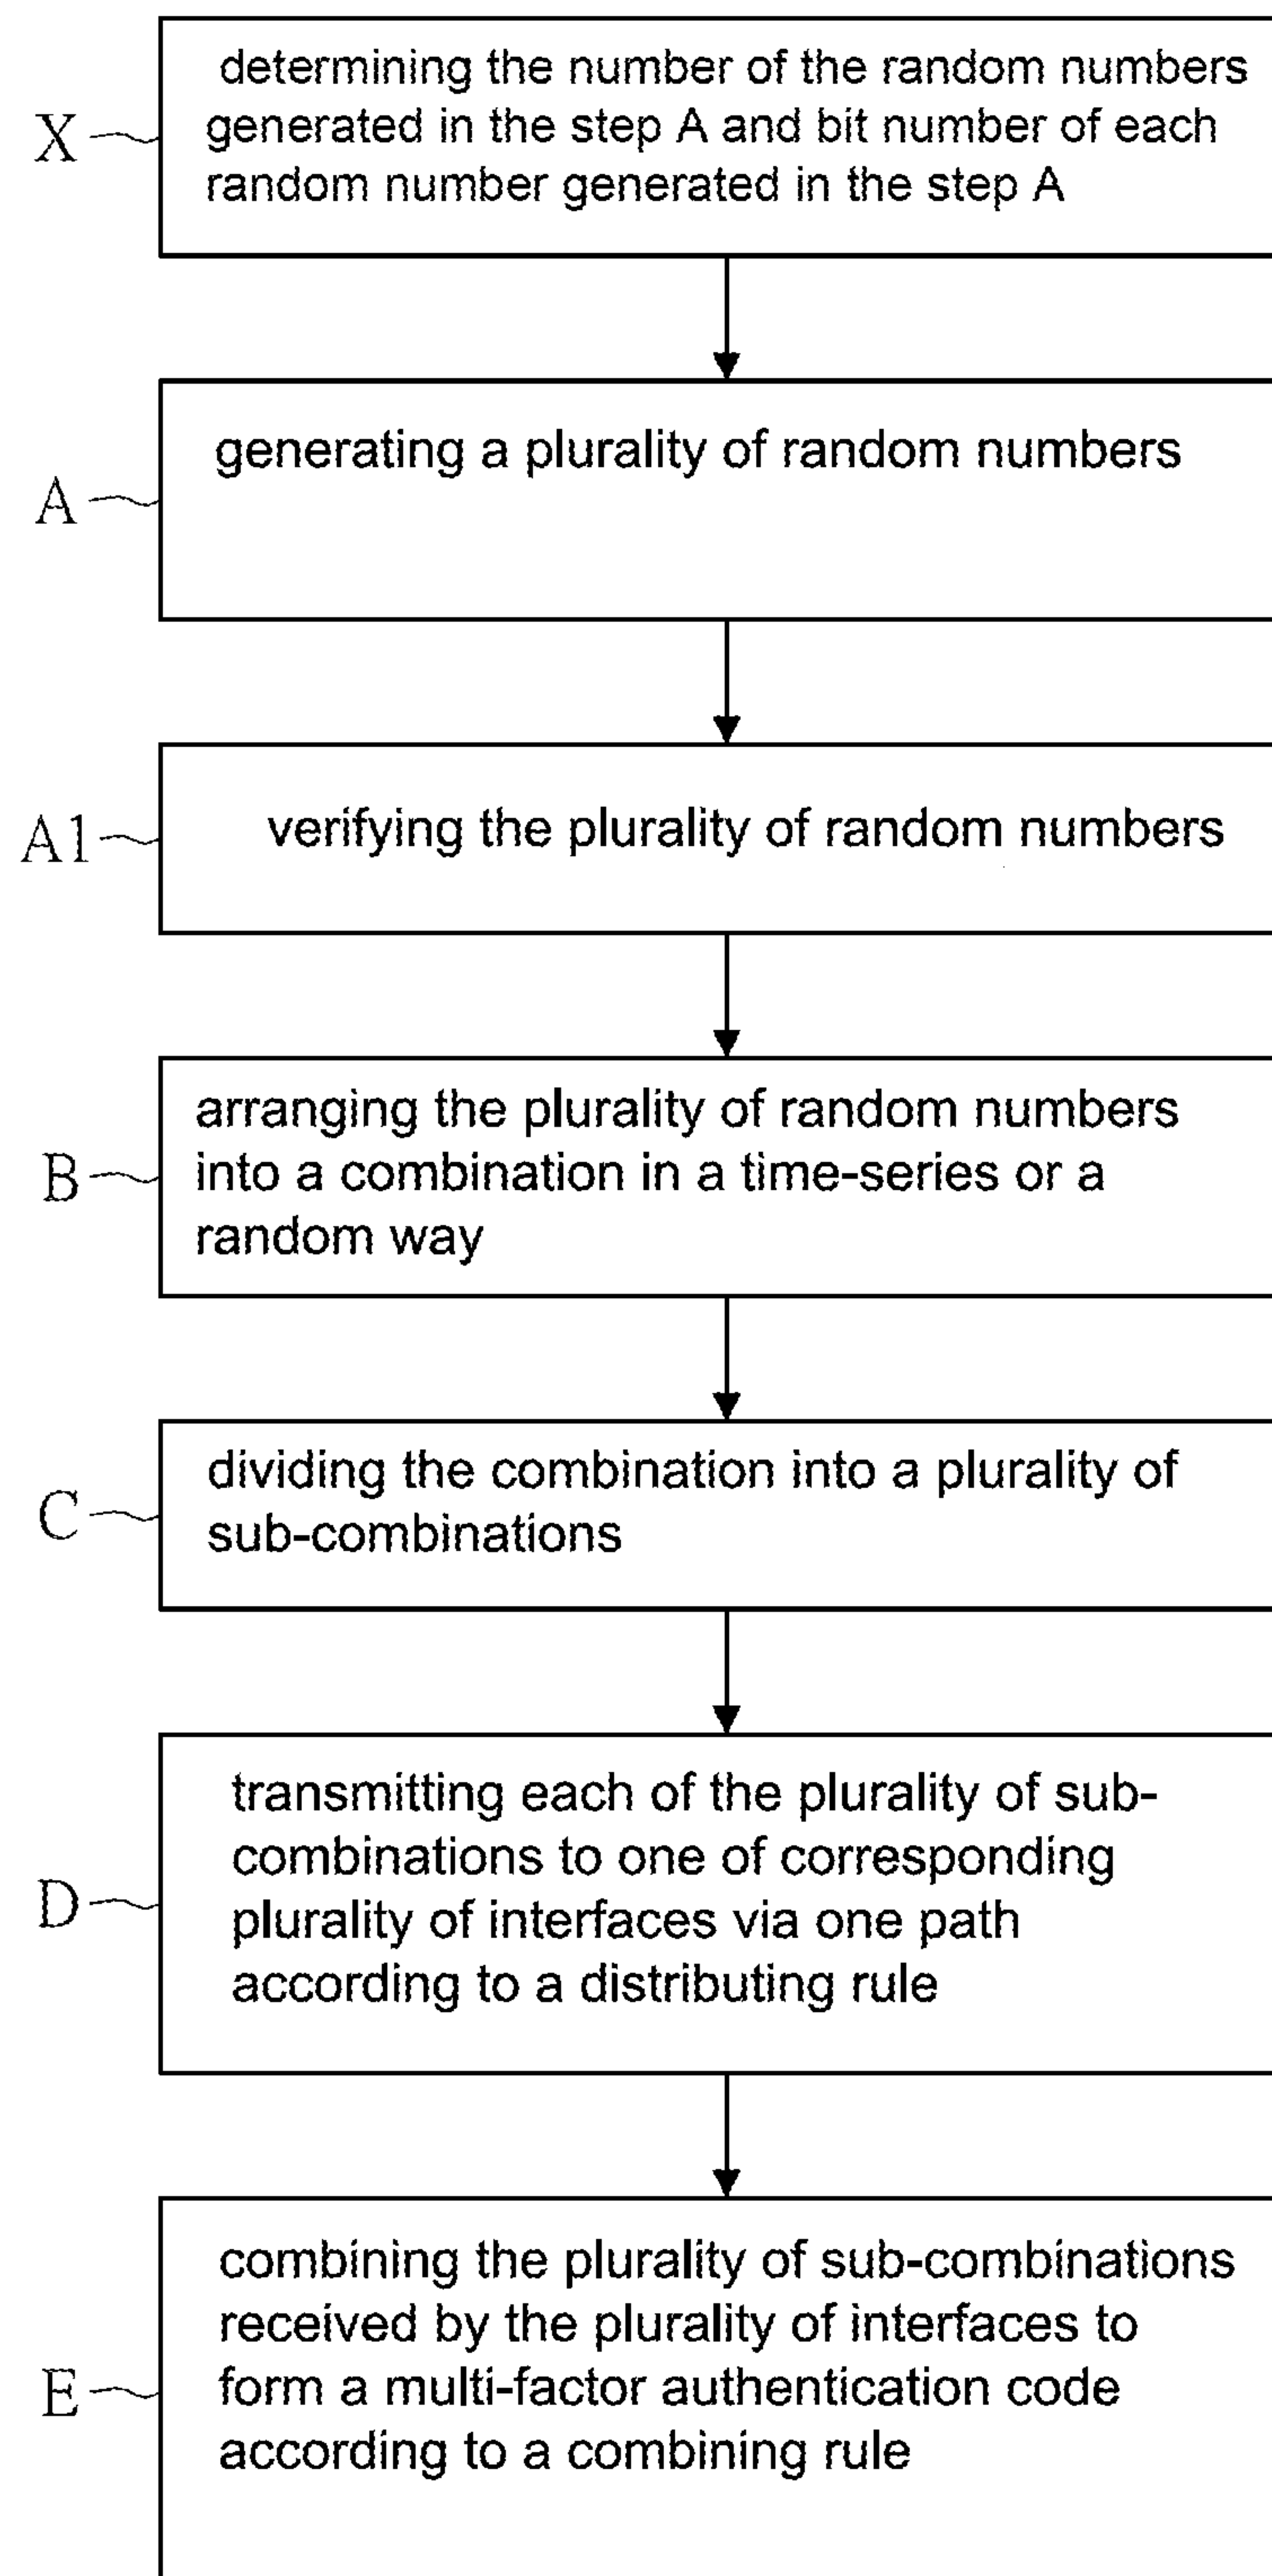 X
determining the number of the random numbers
generated in the step A and bit number of each
random number generated in the step A
A
generating a plurality of random numbers
A1
verifying the plurality of random numbers
B
arranging the plurality of random numbers
into a combination in a time-series or a
random way
C
dividing the combination into a plurality of
sub-combinations
D
transmitting each of the plurality of sub-
combinations to one of corresponding
plurality of interfaces via one path
according to a distributing rule
E
combining the plurality of sub-combinations
received by the plurality of interfaces to
form a multi-factor authentication code
according to a combining rule